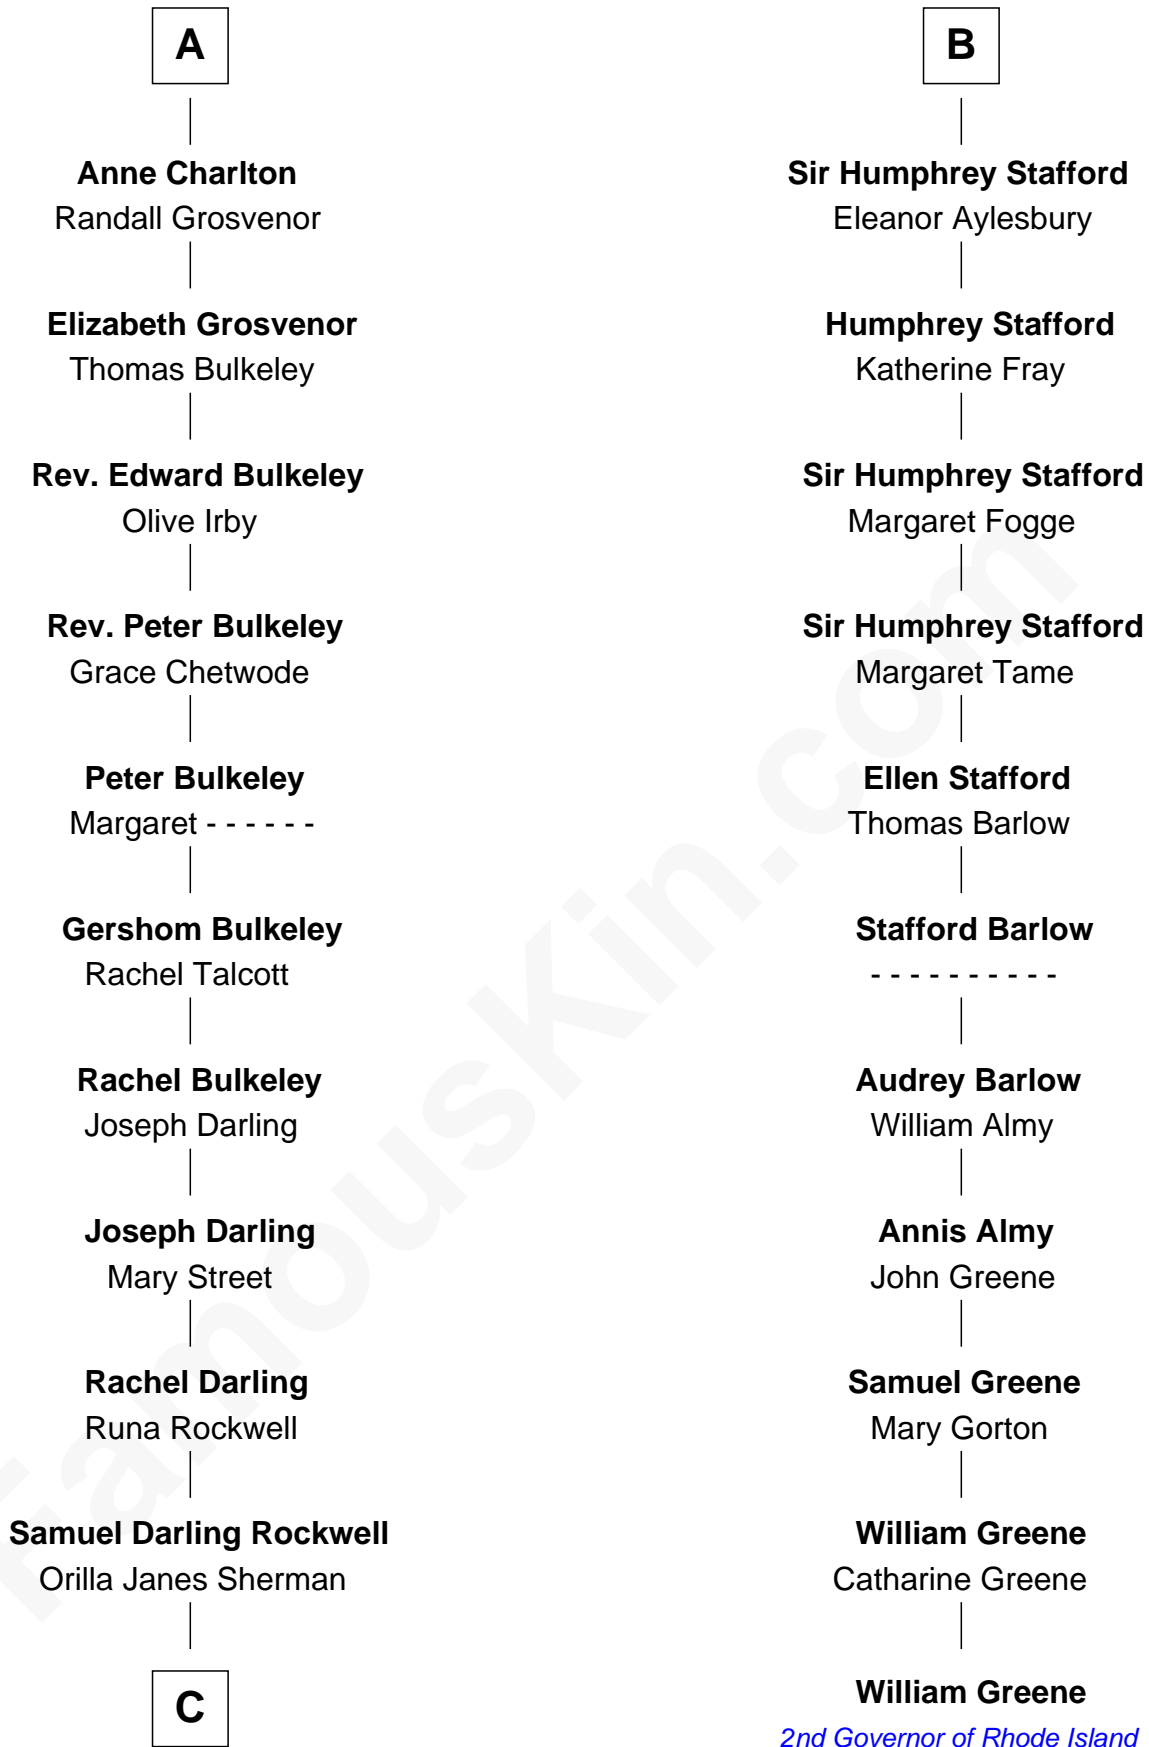 A
Anne Charlton
Randall Grosvenor
Elizabeth Grosvenor
Thomas Bulkeley
Rev. Edward Bulkeley
Olive Irby
Rev. Peter Bulkeley
Grace Chetwode
Peter Bulkeley
Margaret - - - - - -
Gershom Bulkeley
Rachel Talcott
Rachel Bulkeley
Joseph Darling
Joseph Darling
Mary Street
Rachel Darling
Runa Rockwell
Samuel Darling Rockwell
Orilla Janes Sherman
C
B
Sir Humphrey Stafford
Eleanor Aylesbury
Humphrey Stafford
Katherine Fray
Sir Humphrey Stafford
Margaret Fogge
Sir Humphrey Stafford
Margaret Tame
Ellen Stafford
Thomas Barlow
Stafford Barlow
- - - - - - - - - -
Audrey Barlow
William Almy
Annis Almy
John Greene
Samuel Greene
Mary Gorton
William Greene
Catharine Greene
William Greene
2nd Governor of Rhode Island
FamousKin.com